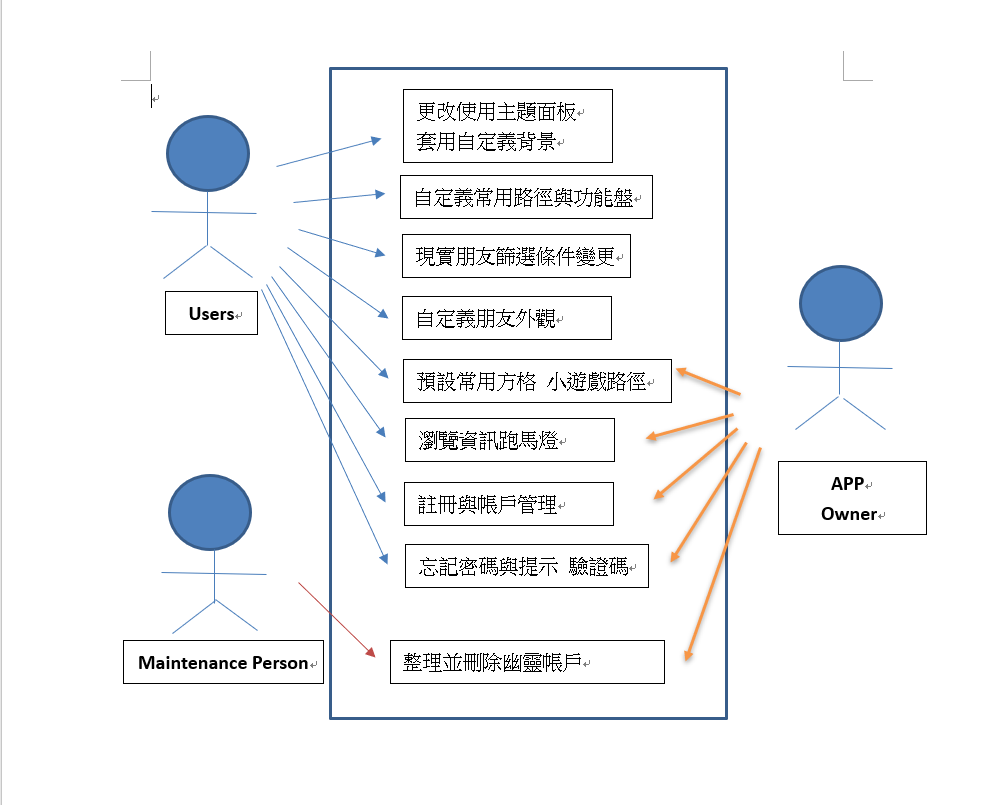 更改使用主題面板
套用自定義背景
自定義常用路徑與功能盤
現實朋友篩選條件變更
Users
自定義朋友外觀
預設常用方格 小遊戲路徑
瀏覽資訊跑馬燈
註冊與帳戶管理
APP
Owner
忘記密碼與提示 驗證碼
Maintenance Person
整理並刪除幽靈帳戶